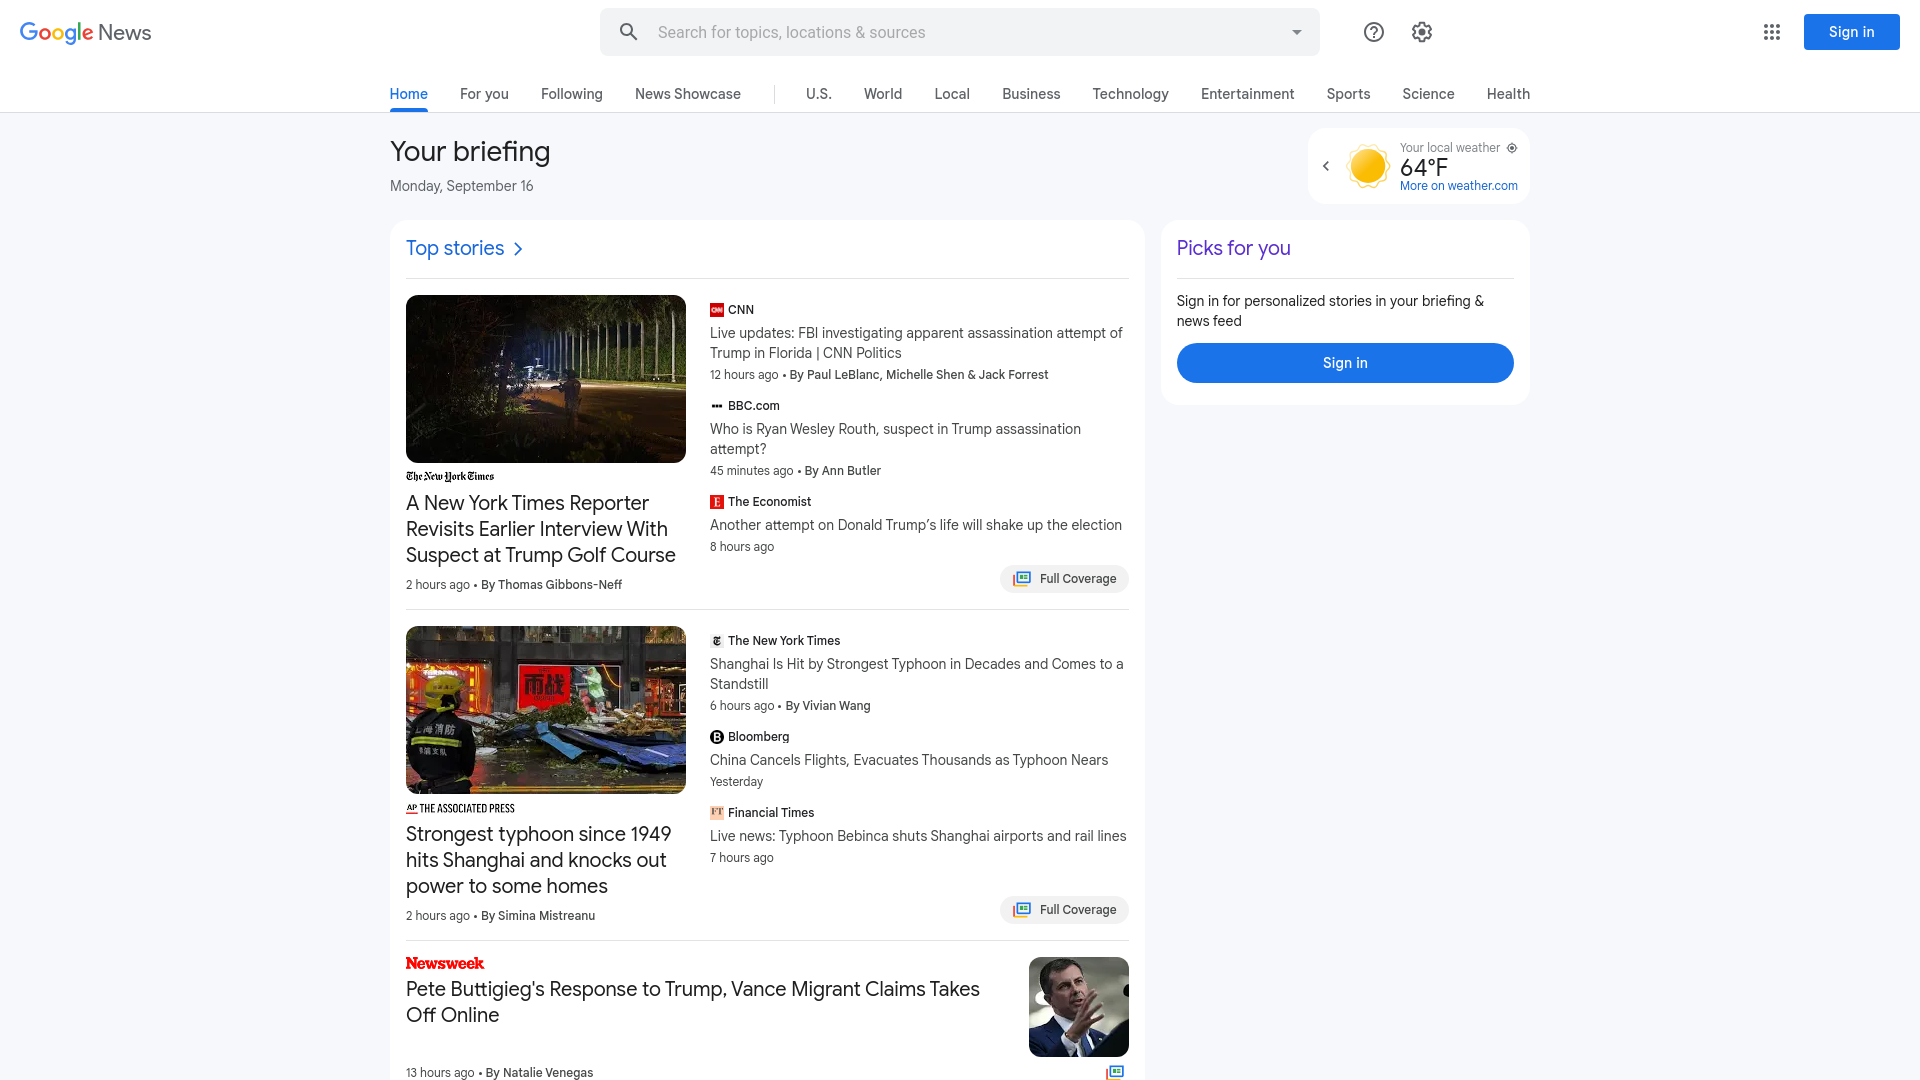 Google News
Search for topics, locations & sources
Sign in
Home
For you
Following
News Showcase
U.S.
World
Local
Business
Technology
Entertainment
Sports
Science
Health
Your briefing
Monday, September 16
Your local weather
64°F
More on weather.com
Top stories
The New York Times
A New York Times Reporter
Revisits Earlier Interview With
Suspect at Trump Golf Course
2 hours ago • By Thomas Gibbons-Neff
CNN
Live updates: FBI investigating apparent assassination attempt of
Trump in Florida | CNN Politics
12 hours ago • By Paul LeBlanc, Michelle Shen & Jack Forrest
BBC.com
Who is Ryan Wesley Routh, suspect in Trump assassination
attempt?
45 minutes ago • By Ann Butler
The Economist
Another attempt on Donald Trump’s life will shake up the election
8 hours ago
Full Coverage
雨战
上海消防
AP THE ASSOCIATED PRESS
Strongest typhoon since 1949
hits Shanghai and knocks out
power to some homes
2 hours ago • By Simina Mistreanu
The New York Times
Shanghai Is Hit by Strongest Typhoon in Decades and Comes to a
Standstill
6 hours ago • By Vivian Wang
Bloomberg
China Cancels Flights, Evacuates Thousands as Typhoon Nears
Yesterday
Financial Times
Live news: Typhoon Bebinca shuts Shanghai airports and rail lines
7 hours ago
Full Coverage
Newsweek
Pete Buttigieg's Response to Trump, Vance Migrant Claims Takes
Off Online
13 hours ago • By Natalie Venegas
Picks for you
Sign in for personalized stories in your briefing &
news feed
Sign in